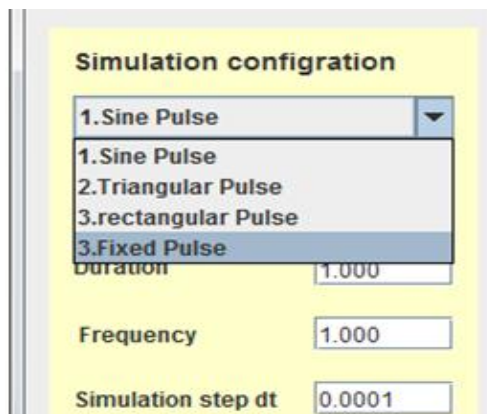 Simulation configration
1.Sine Pulse
1.Sine Pulse
2.Triangular Pulse
3.rectangular Pulse
3.Fixed Pulse
Duration 1.000
Frequency 1.000
Simulation step dt 0.0001